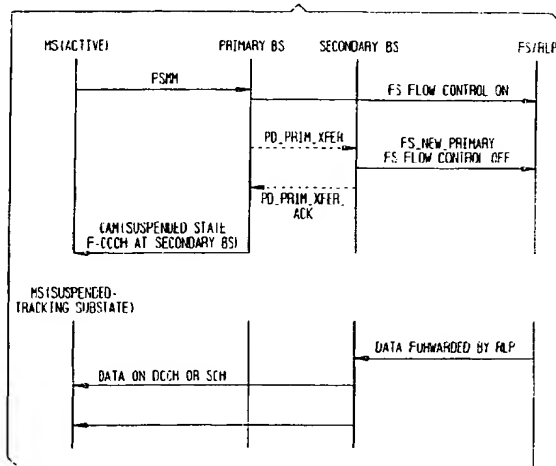 MS(ACTIVE)
PRIMARY BS
SECONDARY BS
FS/RLP
PSMM
FS FLOW CONTROL ON
PD_PRIM_XFER
FS_NEW_PRIMARY
FS FLOW CONTROL OFF
PD_PRIM_XFER_
ACK
CAM(SUSPENDED STATE
F-CCCH AT SECONDARY BS)
MS(SUSPENDED-
TRACKING SUBSTATE)
DATA FORWARDED BY RLP
DATA ON DCCH OR SCH